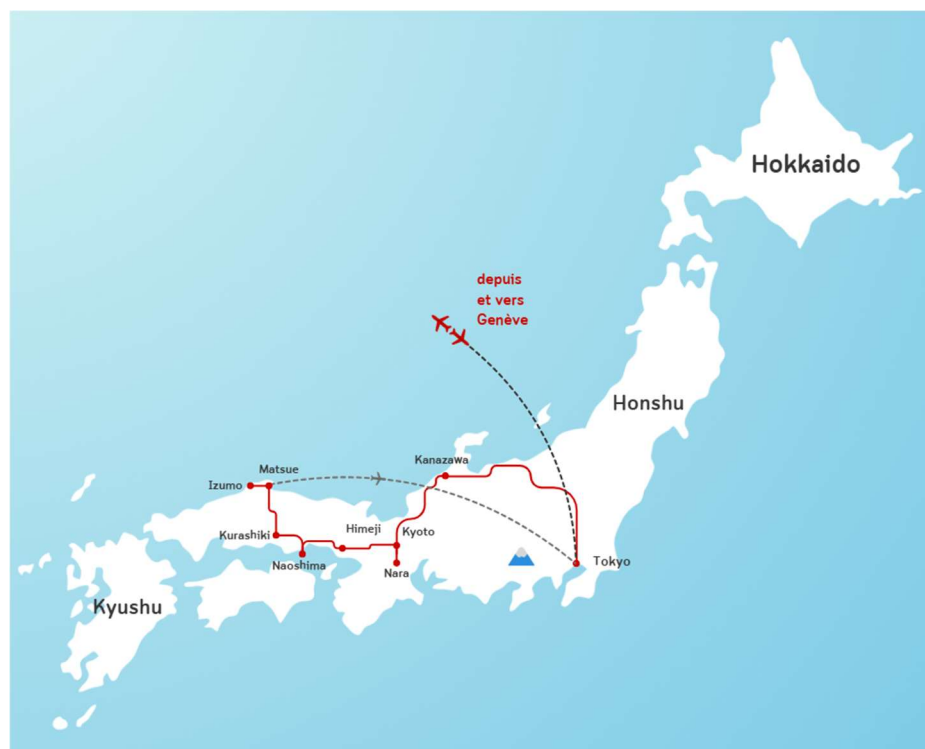 Hokkaido
depuis
et vers
Genève
Honshu
Kanazawa
Matsue
Izumo
Himeji
Kyoto
Kurashiki
Naoshima
Nara
Tokyo
Kyushu